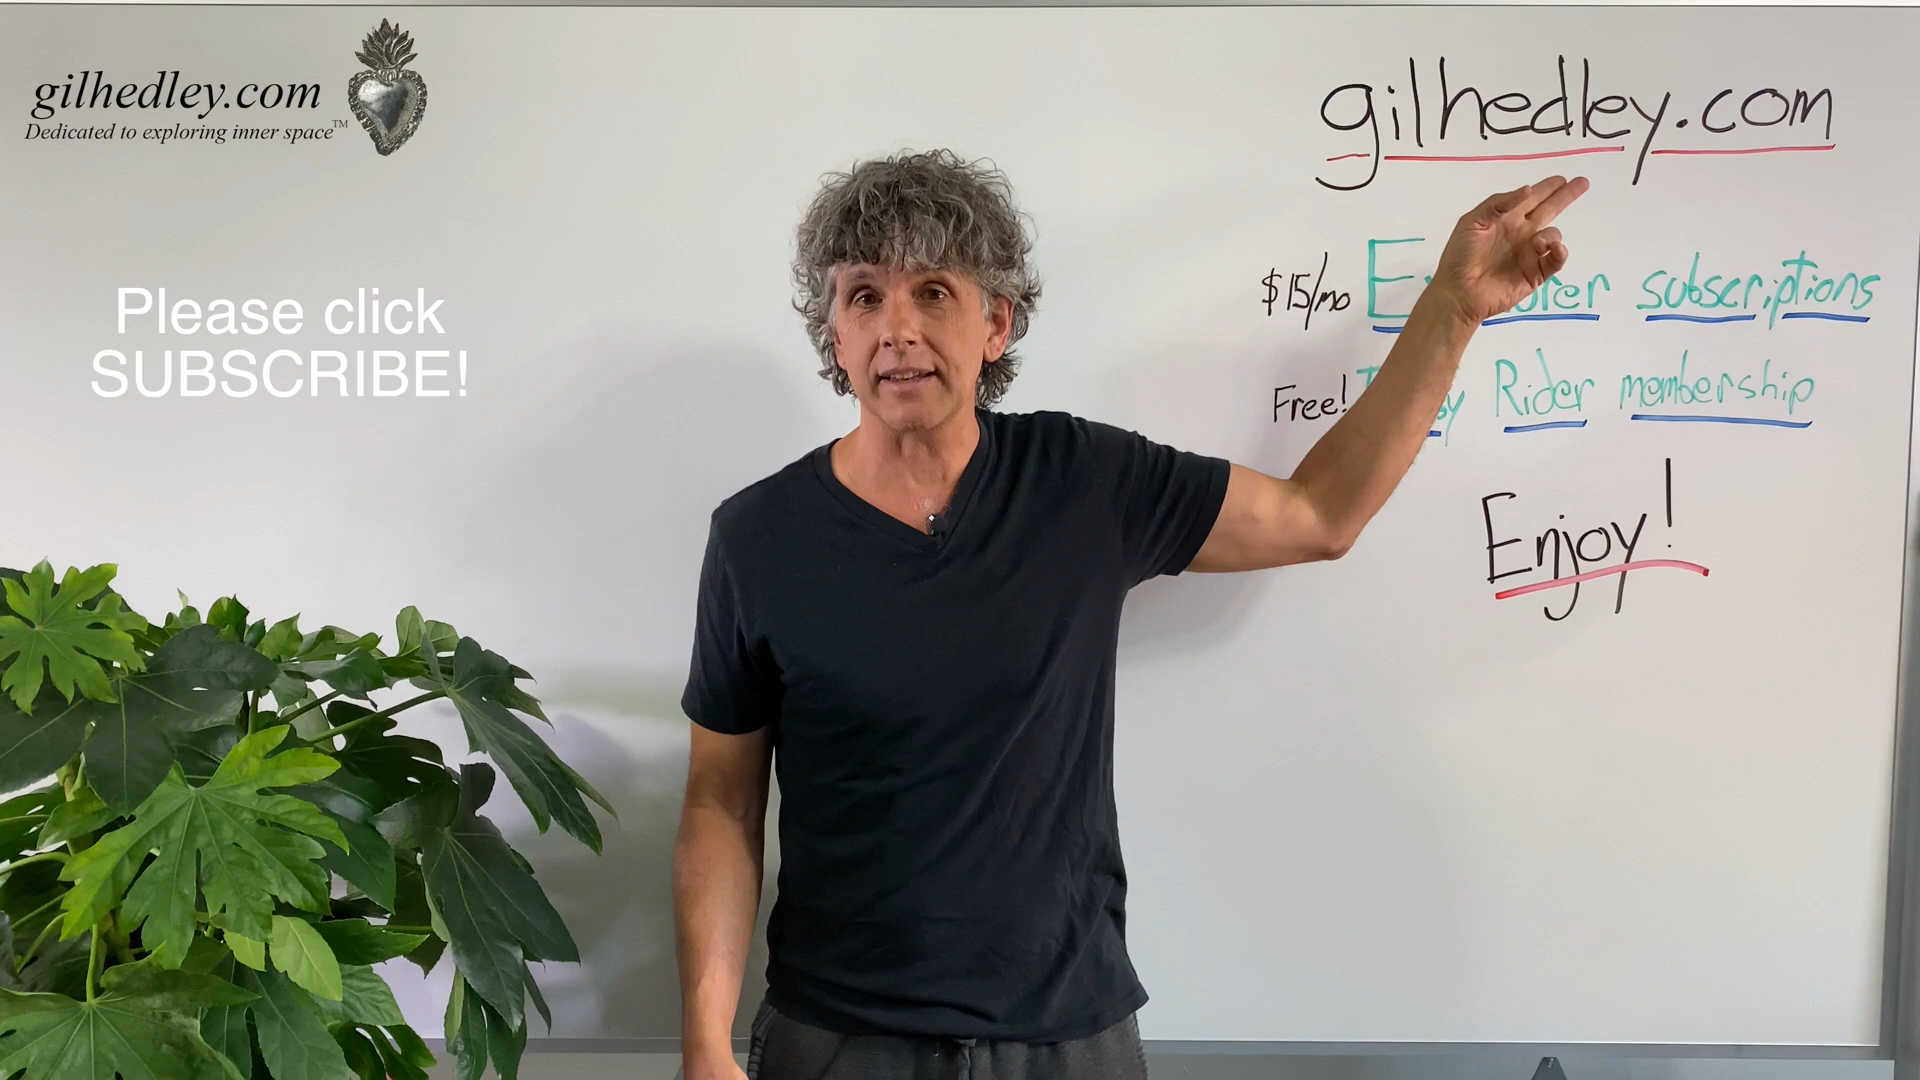 gilhedley.com
Dedicated to exploring inner space™
Please click
SUBSCRIBE!
gilhedley.com
$15/mo subscriptions
Free! Rider membership
Enjoy!